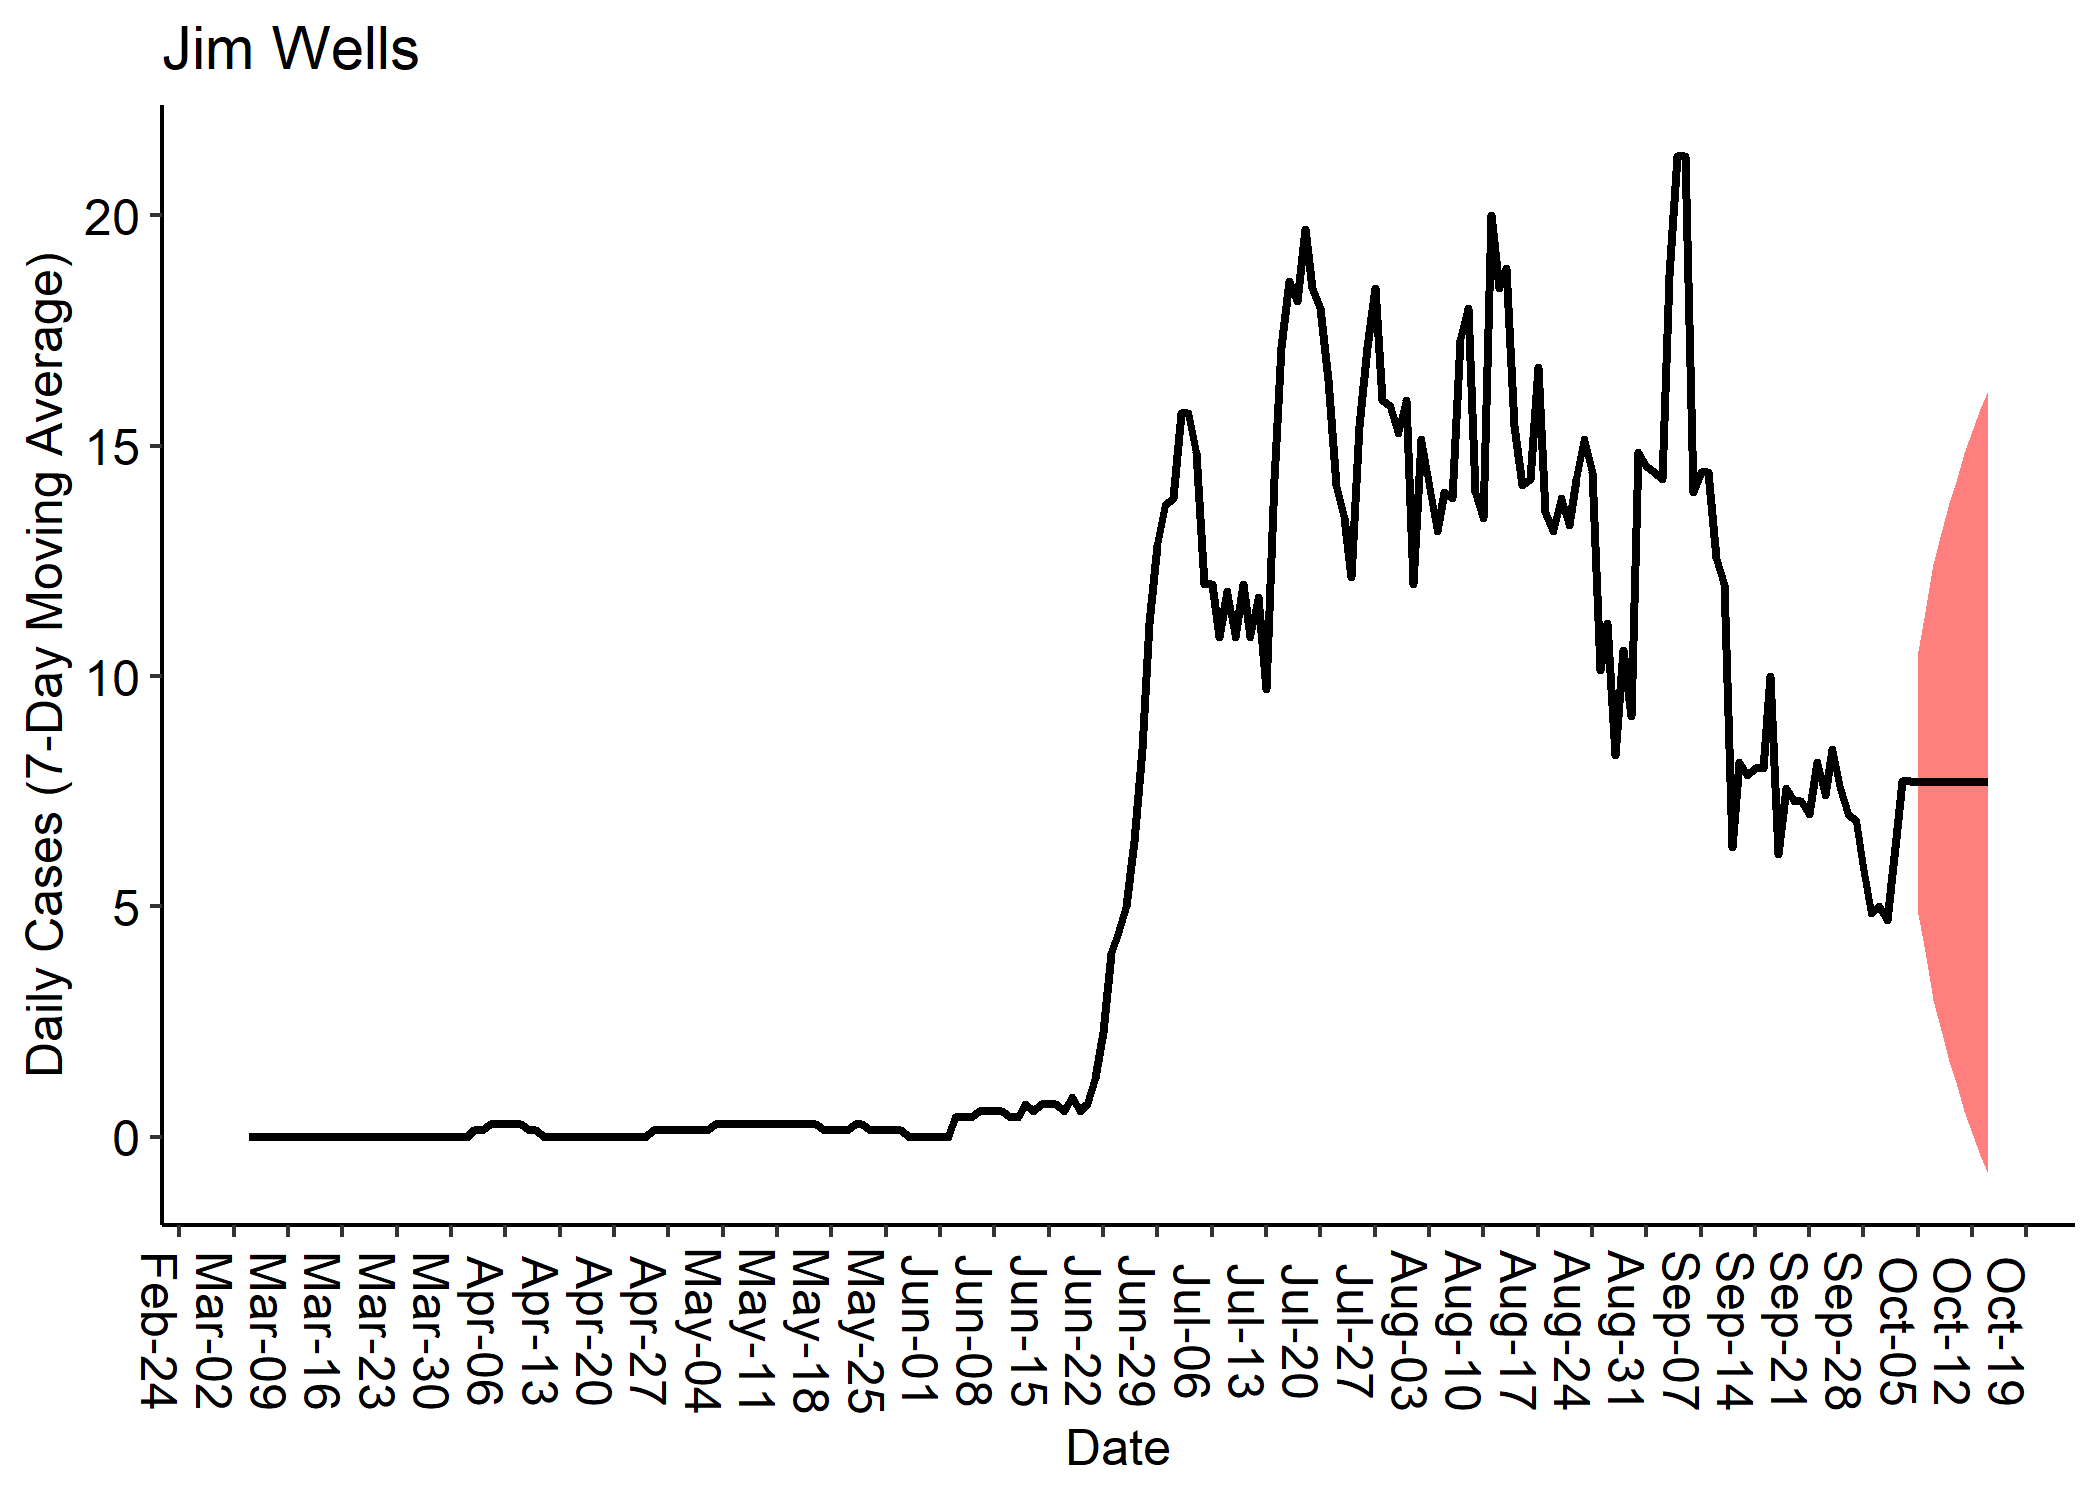 Jim Wells
Daily Cases (7-Day Moving Average)
20
15
10
5
0
Feb-24
Mar-02
Mar-09
Mar-16
Mar-23
Mar-30
Apr-06
Apr-13
Apr-20
Apr-27
May-04
May-11
May-18
May-25
Jun-01
Jun-08
Jun-15
Jun-22
Jun-29
Jul-06
Jul-13
Jul-20
Jul-27
Aug-03
Aug-10
Aug-17
Aug-24
Aug-31
Sep-07
Sep-14
Sep-21
Sep-28
Oct-05
Oct-12
Oct-19
Date